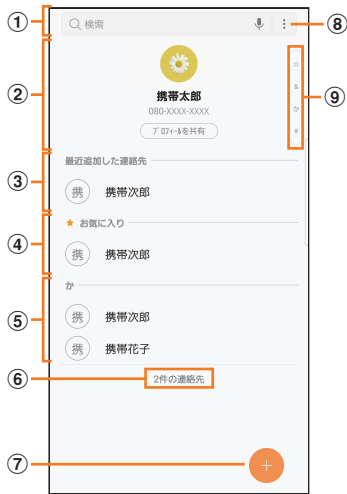 ① 検索 ⑧
② ☆ ⑨
&
か
#
携帯太郎
080-XXXX-XXXX
プロフィールを共有
最近追加した連絡先
③ 携 携帯次郎
★ お気に入り
④ 携 携帯次郎
か
⑤ 携 携帯次郎
携 携帯花子
⑥ 2件の連絡先
⑦ +